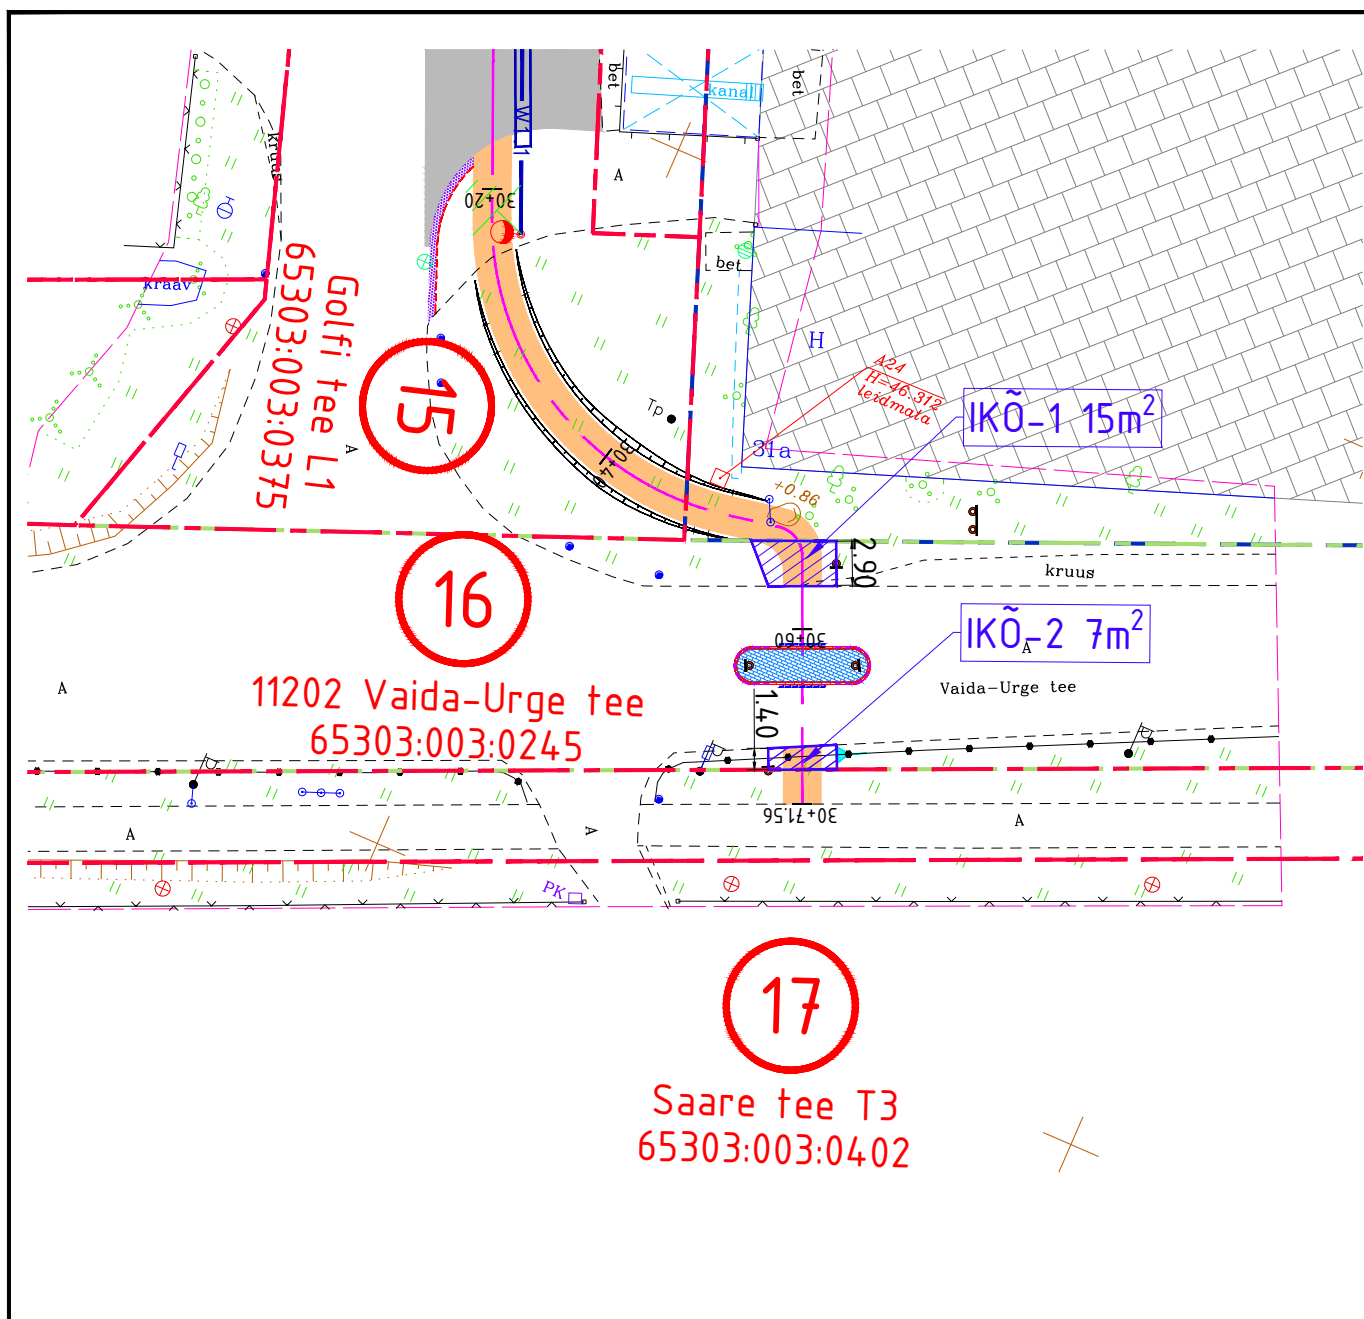 bet
bet
kanal
W1
1
kruus
A
30+20
bet
kraav
Golfi tee L1
65303:003:0375
15
A
H
A24
H=46.312
leidmata
Tp
IKÕ-1 15m²
31a
30+40
+0.86
2.90
kruus
16
30+60
IKÕ-2 7m²
A
A
Vaida-Urge tee
11202 Vaida-Urge tee
65303:003:0245
1.40
30+71.56
A
A
A
PK
17
Saare tee T3
65303:003:0402